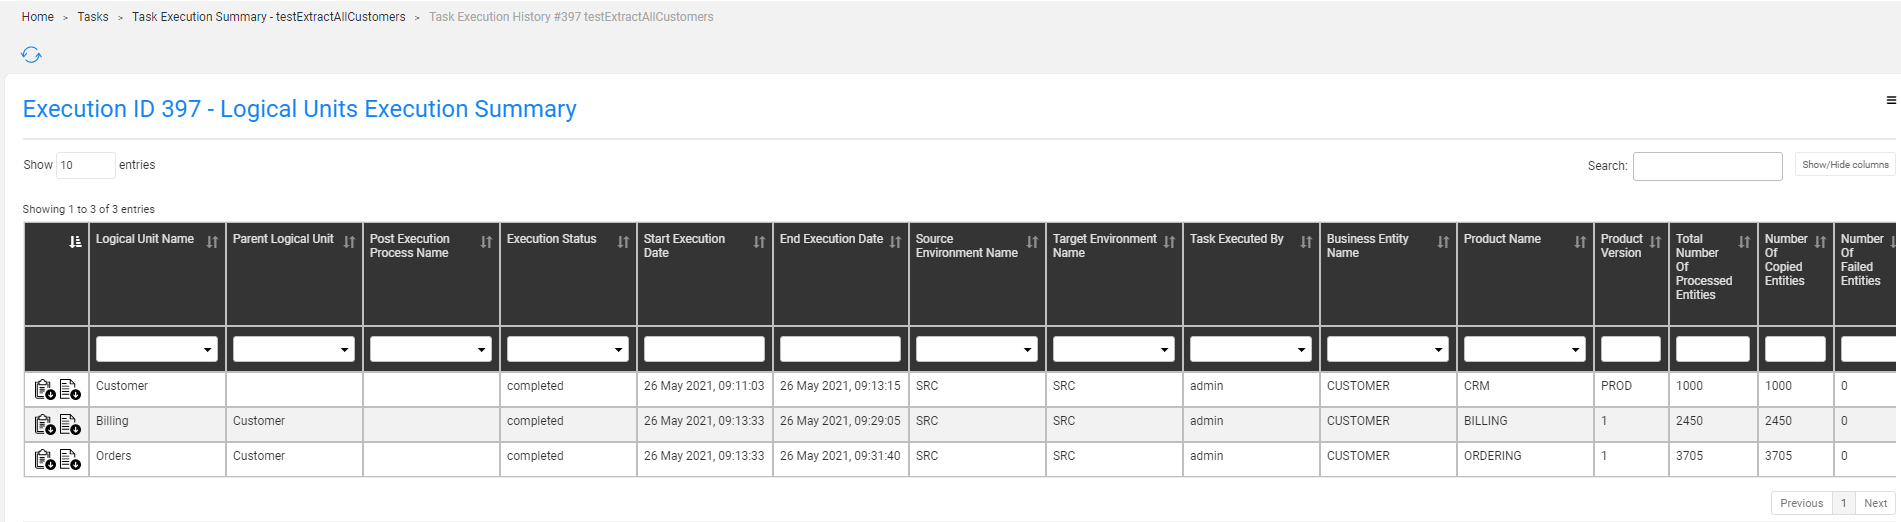 Home > Tasks > Task Execution Summary - testExtractAllCustomers > Task Execution History #397 testExtractAllCustomers
Execution ID 397 - Logical Units Execution Summary
Show 10 entries
Search:
Show/Hide columns
Showing 1 to 3 of 3 entries
Logical Unit Name
Parent Logical Unit
Post Execution
Process Name
Execution Status
Start Execution
Date
End Execution Date
Source
Environment Name
Target Environment
Name
Task Executed By
Business Entity
Name
Product Name
Product
Version
Total
Number
Of
Processed
Entities
Number
Of
Copied
Entities
Number
Of
Failed
Entities
Customer completed 26 May 2021, 09:11:03 26 May 2021, 09:13:15 SRC SRC admin CUSTOMER CRM PROD 1000 1000 0
Billing Customer completed 26 May 2021, 09:13:33 26 May 2021, 09:29:05 SRC SRC admin CUSTOMER BILLING 1 2450 2450 0
Orders Customer completed 26 May 2021, 09:13:33 26 May 2021, 09:31:40 SRC SRC admin CUSTOMER ORDERING 1 3705 3705 0
Previous 1 Next